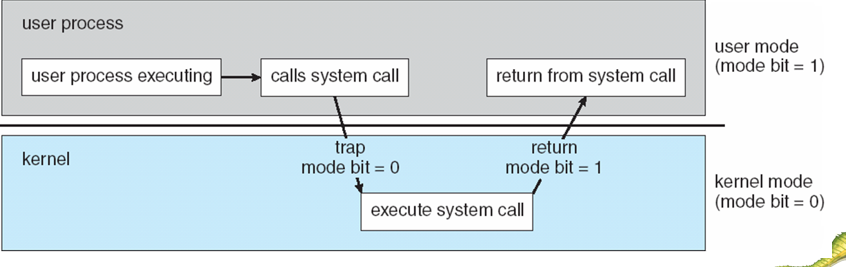 user process
user process executing
calls system call
return from system call
user mode
(mode bit = 1)
trap
mode bit = 0
return
mode bit = 1
kernel
execute system call
kernel mode
(mode bit = 0)